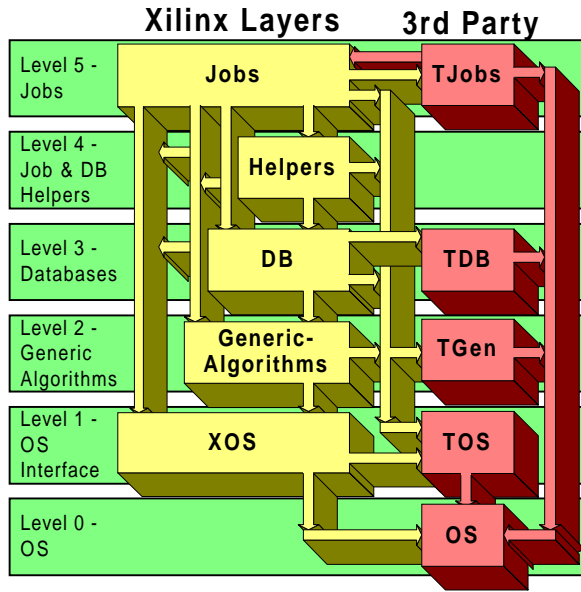 Xilinx Layers
3rd Party
Level 5 -
Jobs
Jobs
TJobs
Level 4 -
Job & DB
Helpers
Helpers
Level 3 -
Databases
DB
TDB
Level 2 -
Generic
Algorithms
Generic-
Algorithms
TGen
Level 1 -
OS
Interface
XOS
TOS
Level 0 -
OS
OS